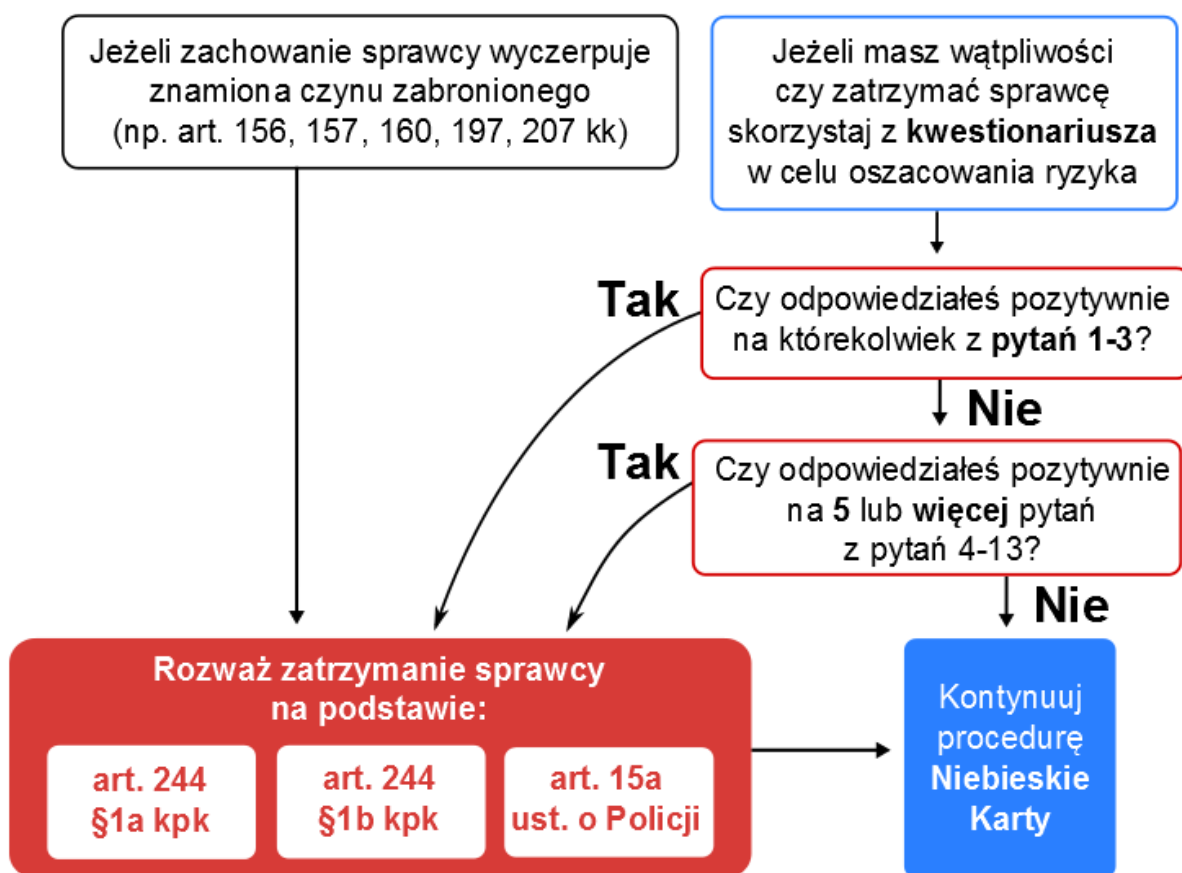 Jeżeli zachowanie sprawcy wyczerpuje
znamiona czynu zabronionego
(np. art. 156, 157, 160, 197, 207 kk)
Jeżeli masz wątpliwości
czy zatrzymać sprawcę
skorzystaj z kwestionariusza
w celu oszacowania ryzyka
Tak
Czy odpowiedziałeś pozytywnie
na którekolwiek z pytań 1-3?
Nie
Tak
Czy odpowiedziałeś pozytywnie
na 5 lub więcej pytań
z pytań 4-13?
Nie
Rozważ zatrzymanie sprawcy
na podstawie:
art. 244
§1a kpk
art. 244
§1b kpk
art. 15a
ust. o Policji
Kontynuuj
procedurę
Niebieskie
Karty